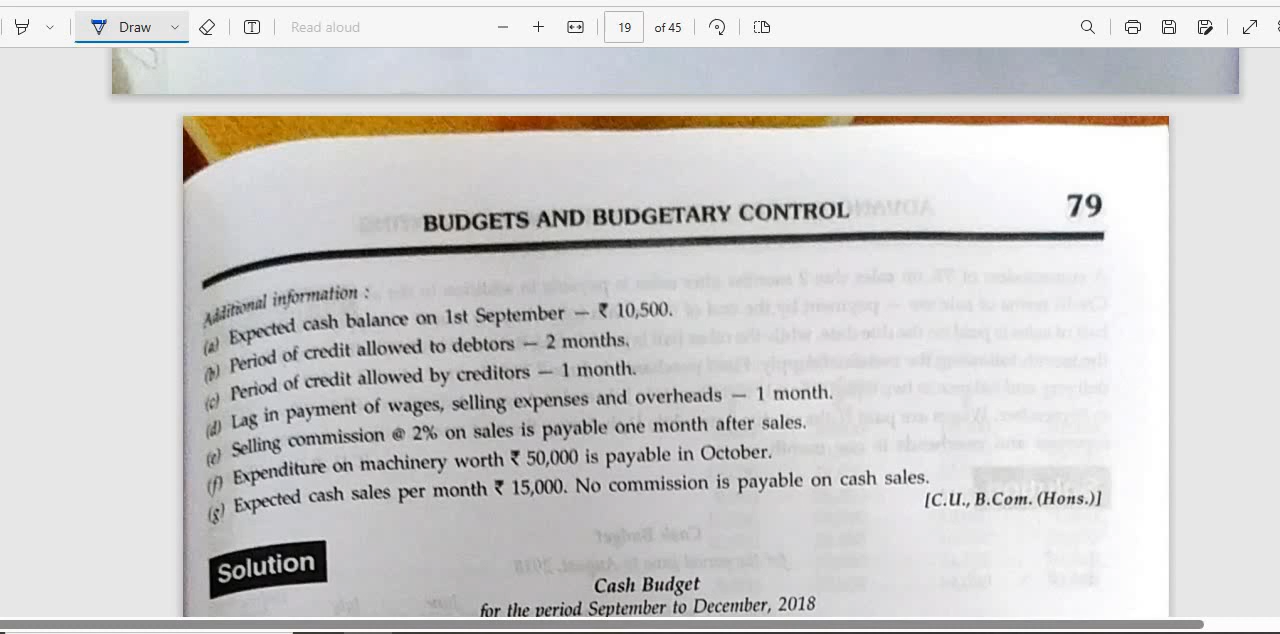 Draw
Read aloud
19 of 45
BUDGETS AND BUDGETARY CONTROL 79
Additional information :
(a) Expected cash balance on 1st September — ₹ 10,500.
(b) Period of credit allowed to debtors — 2 months.
(c) Period of credit allowed by creditors — 1 month.
(d) Lag in payment of wages, selling expenses and overheads — 1 month.
(e) Selling commission @ 2% on sales is payable one month after sales.
(f) Expenditure on machinery worth ₹ 50,000 is payable in October.
(g) Expected cash sales per month ₹ 15,000. No commission is payable on cash sales.
[C.U., B.Com. (Hons.)]
Solution
Cash Budget
for the period September to December, 2018